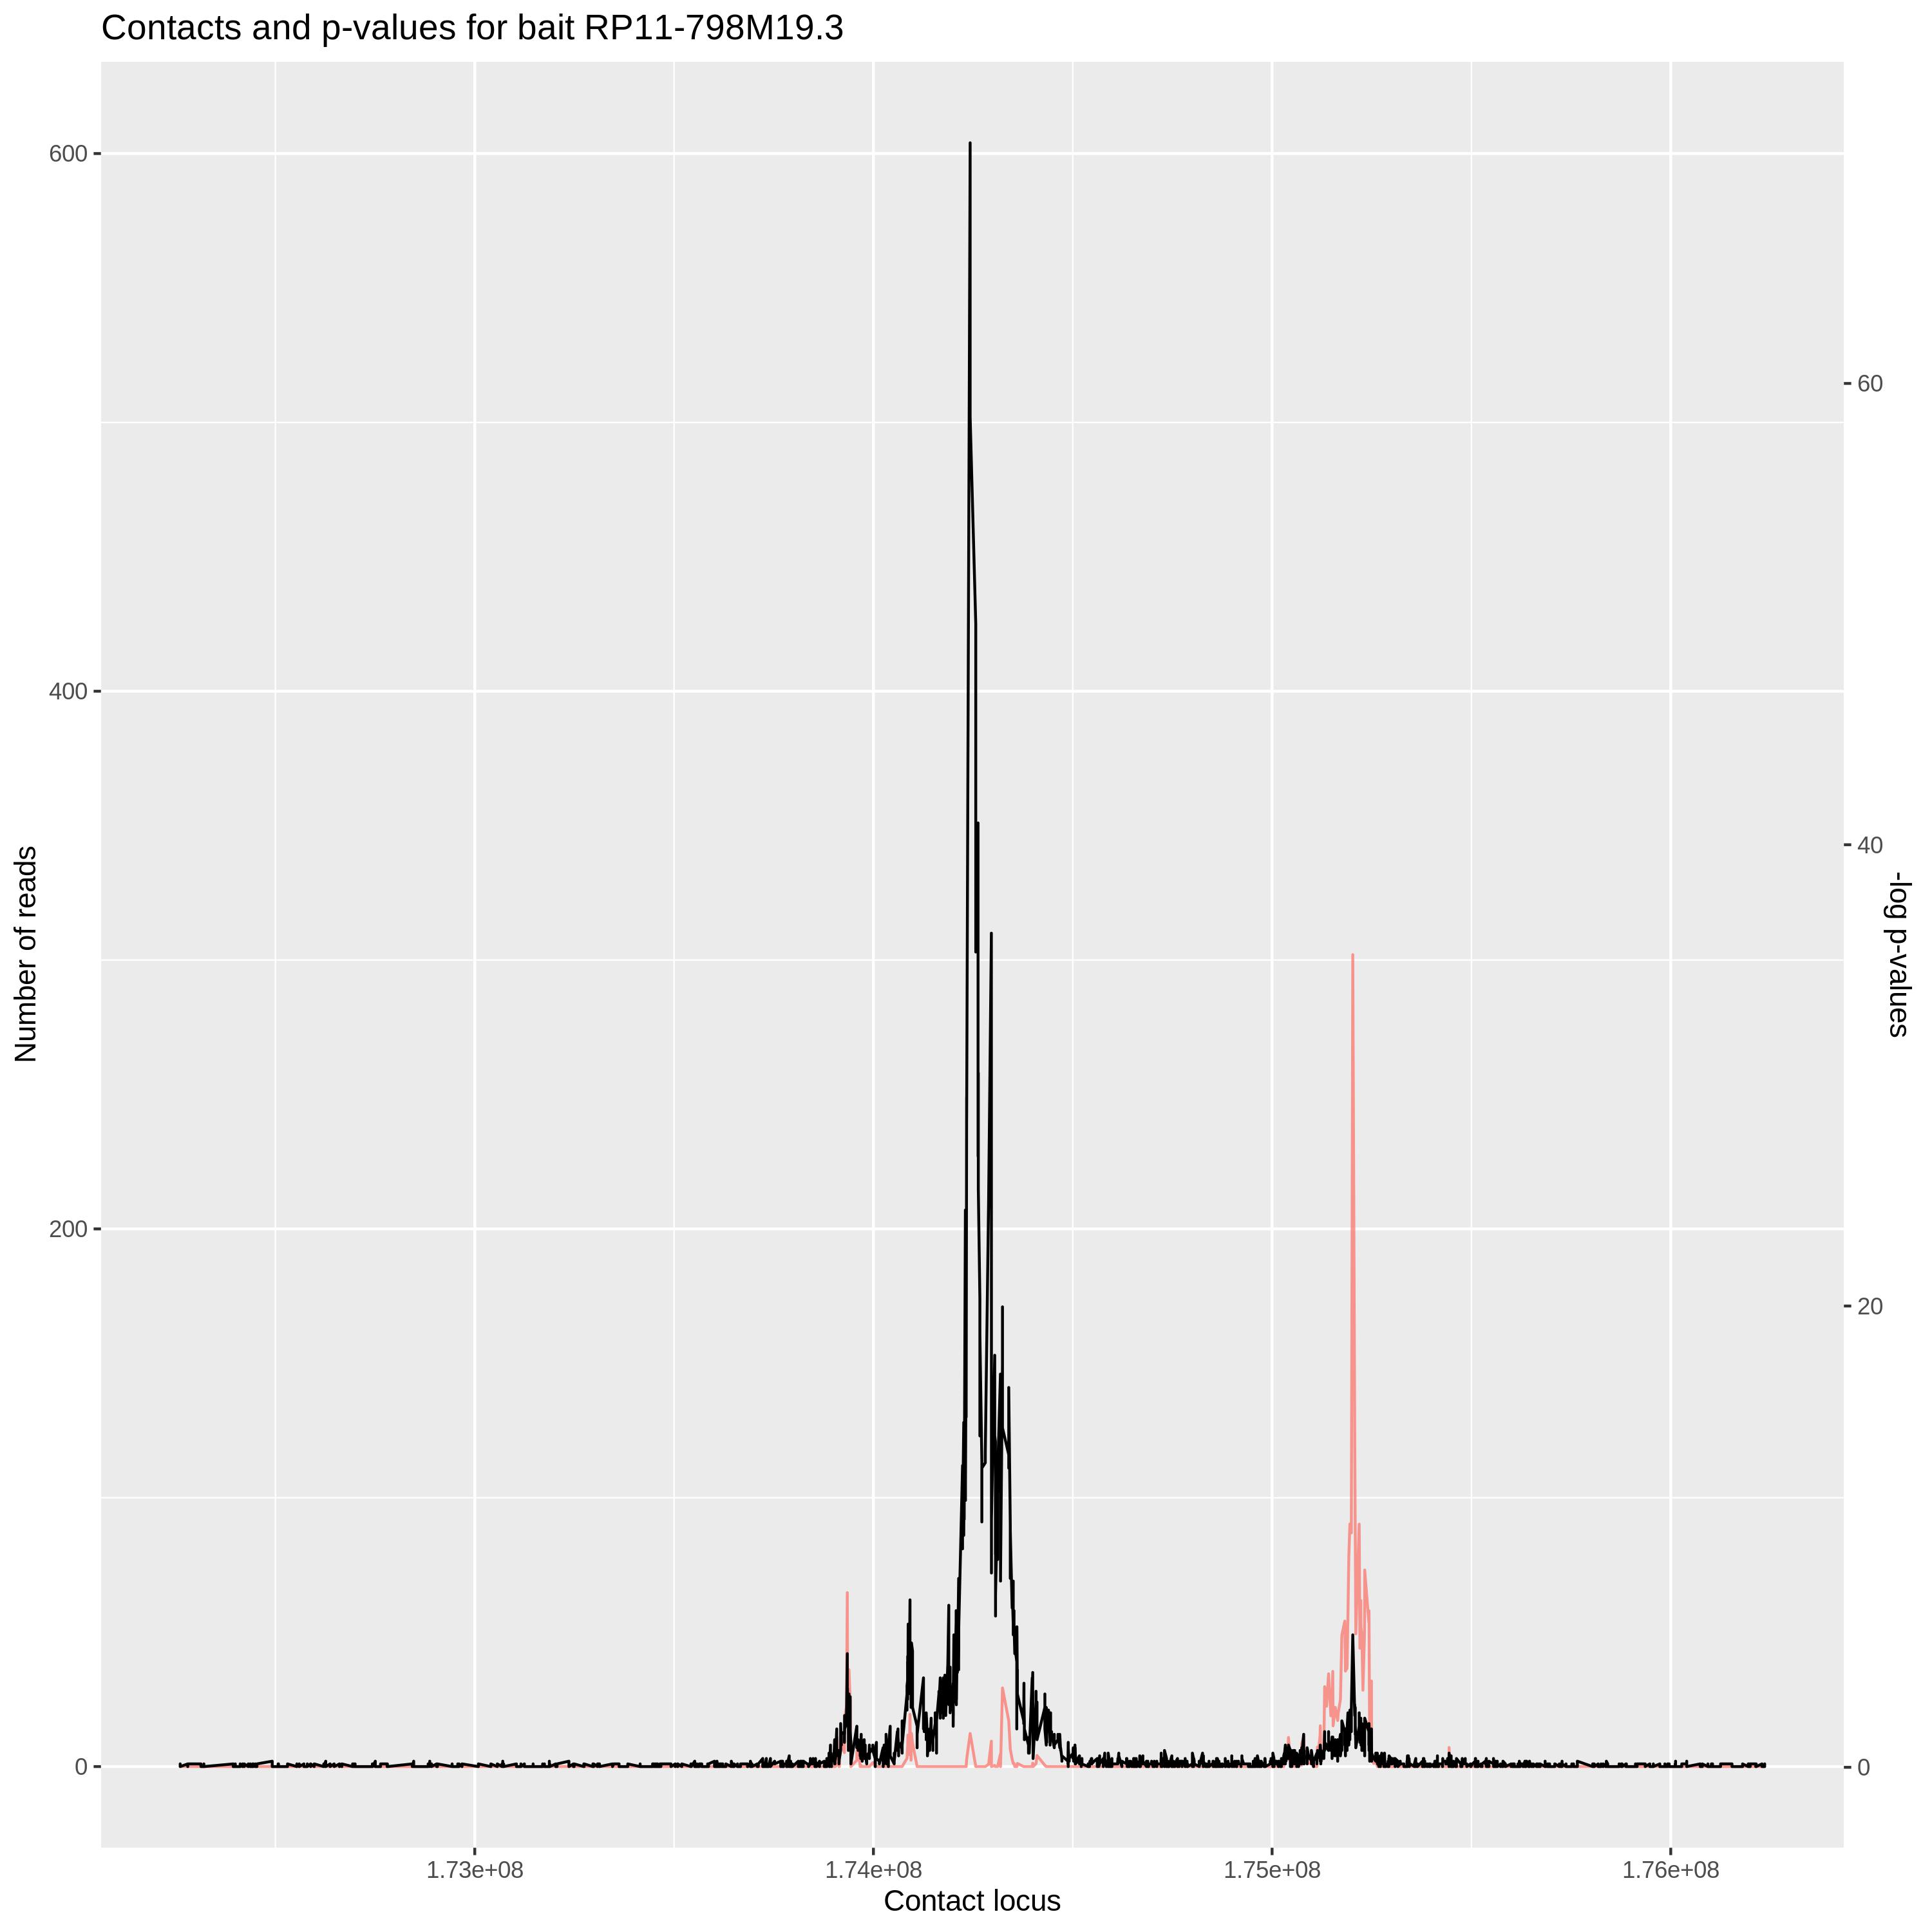 Contacts and p-values for bait RP11-798M19.3
600
400
200
0
Number of reads
60
40
20
0
-log p-values
1.73e+08
1.74e+08
1.75e+08
1.76e+08
Contact locus